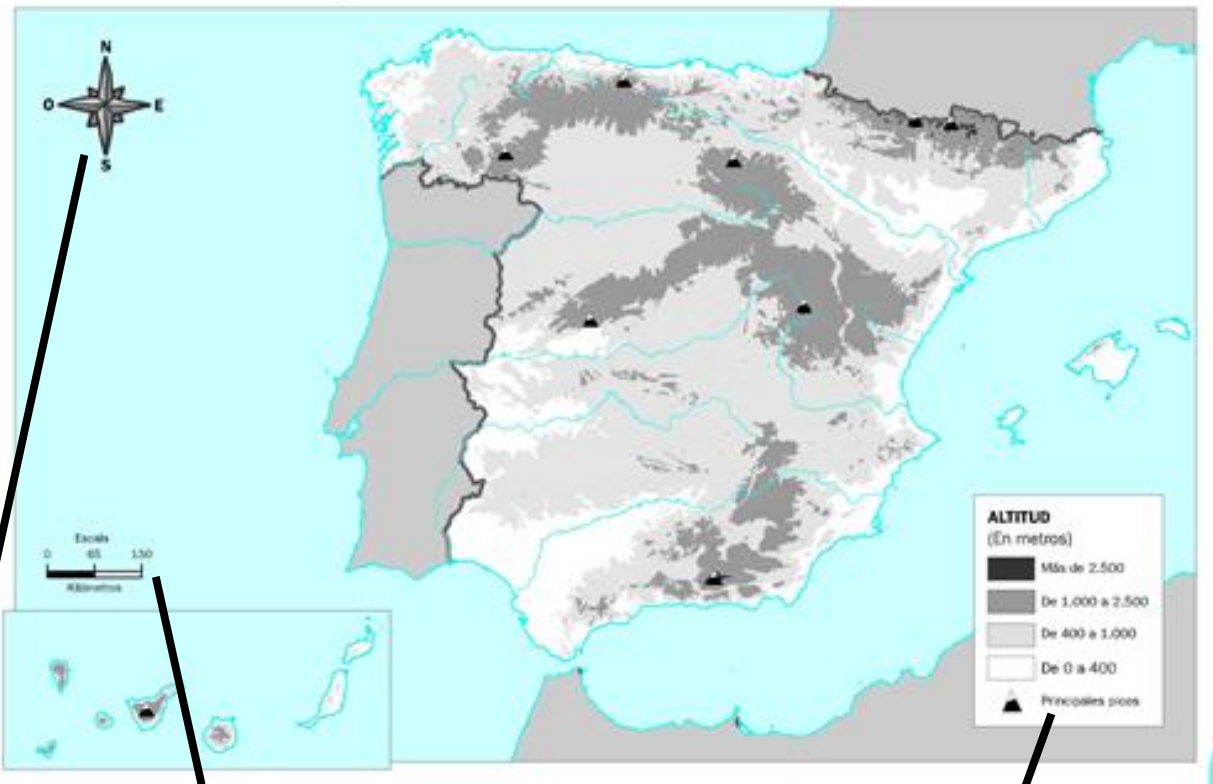 N
O E
S
Escala
0 65 130
Kilómetros
ALTITUD
(En metros)
Más de 2.500
De 1.000 a 2.500
De 400 a 1.000
De 0 a 400
Principales picos